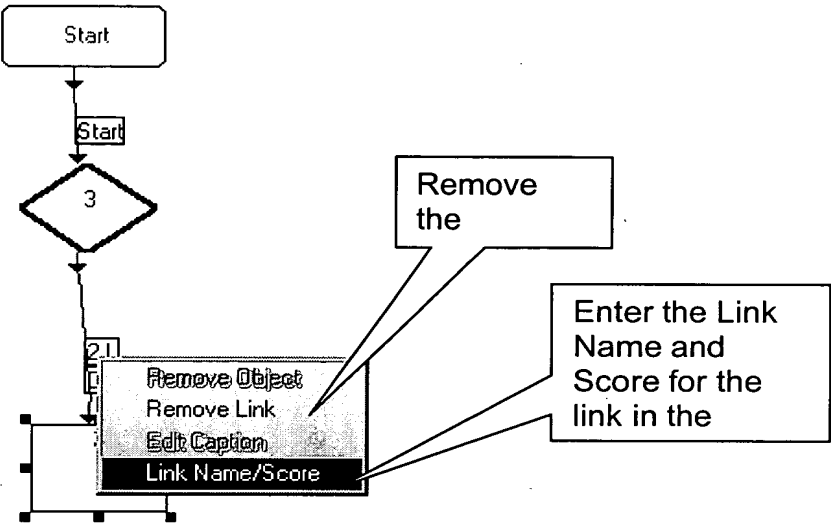 Start
Start
3
Remove
the
Enter the Link
Name and
Score for the
link in the
21
Remove Object
Remove Link
Edit Caption
Link Name/Score